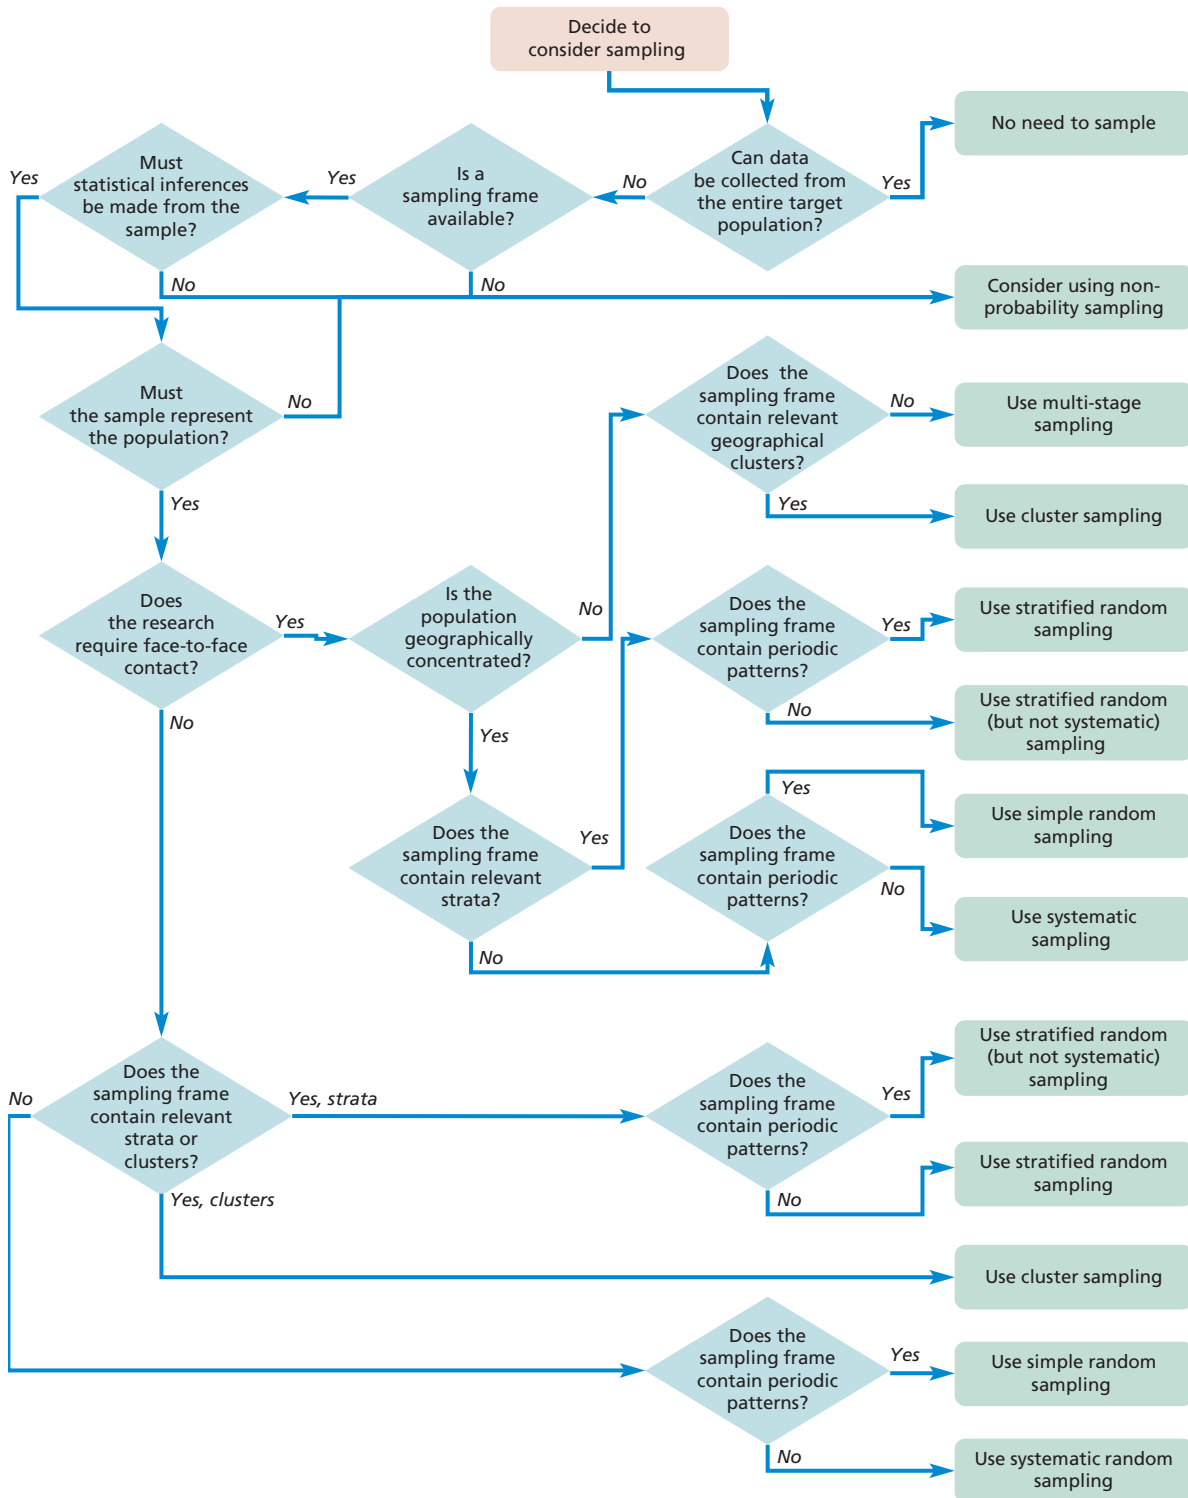 Decide to
consider sampling
No need to sample
Must
statistical inferences
be made from the
sample?
Yes
Yes
Is a
sampling frame
available?
No
Can data
be collected from
the entire target
population?
Yes
No
No
Consider using non-
probability sampling
Must
the sample represent
the population?
No
Does the
sampling frame
contain relevant
geographical
clusters?
No
Use multi-stage
sampling
Yes
Yes
Use cluster sampling
Does
the research
require face-to-face
contact?
Yes
Is the
population
geographically
concentrated?
No
Does the
sampling frame
contain periodic
patterns?
Yes
Use stratified random
sampling
No
Use stratified random
(but not systematic)
sampling
No
Yes
Does the
sampling frame
contain relevant
strata?
Yes
Does the
sampling frame
contain periodic
patterns?
Yes
Use simple random
sampling
No
Use systematic
sampling
No
Does the
sampling frame
contain relevant
strata or
clusters?
No
Yes, strata
Does the
sampling frame
contain periodic
patterns?
Yes
Use stratified random
(but not systematic)
sampling
No
Use stratified random
sampling
Yes, clusters
Use cluster sampling
Does the
sampling frame
contain periodic
patterns?
Yes
Use simple random
sampling
No
Use systematic random
sampling